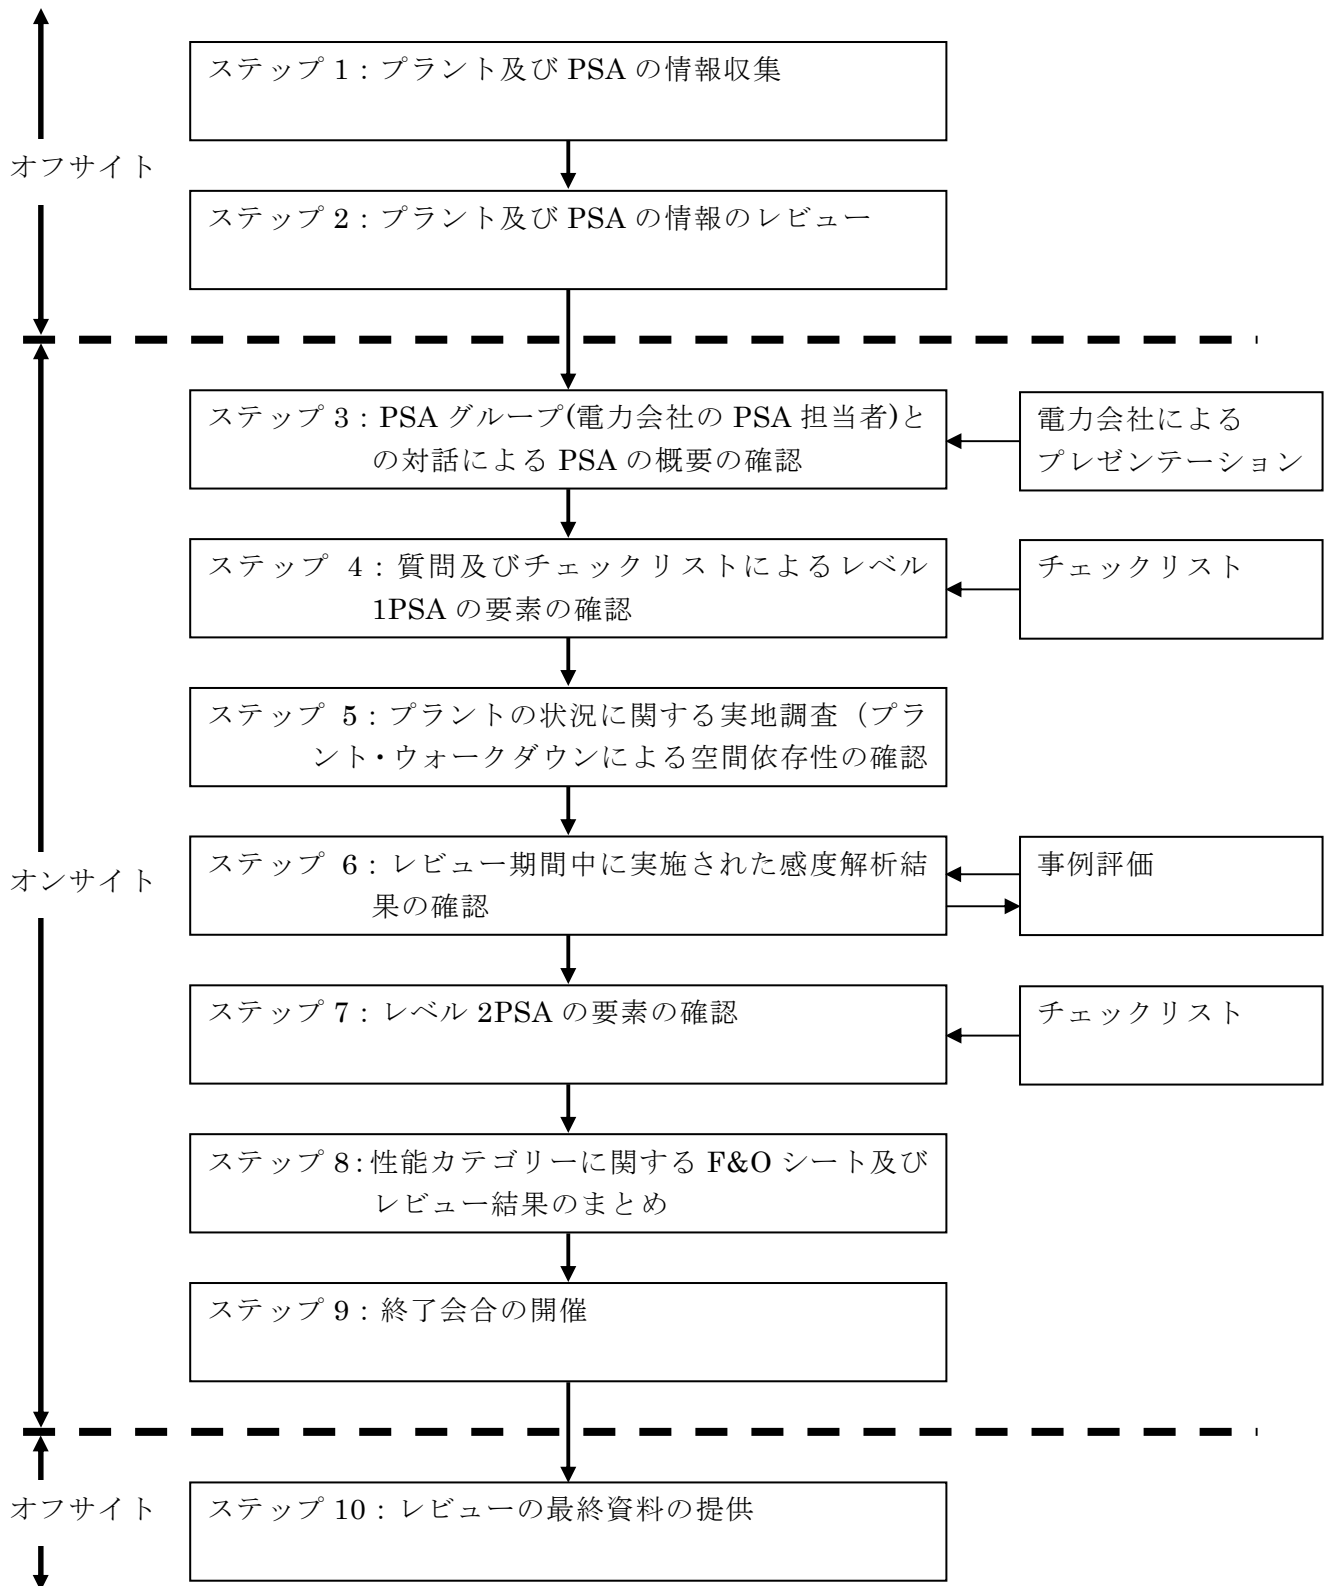 ステップ 1：プラント及び PSA の情報収集
オフサイト
ステップ 2：プラント及び PSA の情報のレビュー
ステップ 3：PSA グループ(電力会社の PSA 担当者)と
の対話による PSA の概要の確認
電力会社による
プレゼンテーション
ステップ 4：質問及びチェックリストによるレベル
1PSA の要素の確認
チェックリスト
ステップ 5：プラントの状況に関する実地調査（プラ
ント・ウォークダウンによる空間依存性の確認
オンサイト
ステップ 6：レビュー期間中に実施された感度解析結
果の確認
事例評価
ステップ 7：レベル 2PSA の要素の確認
チェックリスト
ステップ 8：性能カテゴリーに関する F&O シート及び
レビュー結果のまとめ
ステップ 9：終了会合の開催
オフサイト
ステップ 10：レビューの最終資料の提供